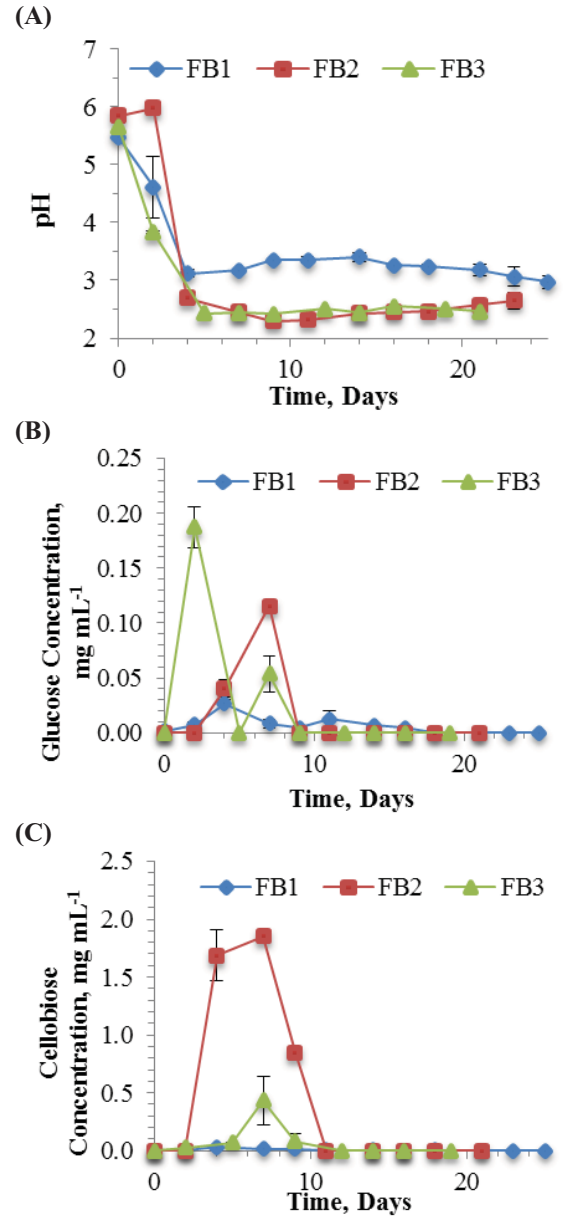 (A)
7
FB1 FB2 FB3
6
5
4
3
2
pH
0 10 20
Time, Days
(B)
0.25
FB1 FB2 FB3
0.20
0.15
0.10
0.05
0.00
Glucose Concentration,
mg mL-1
0 10 20
Time, Days
(C)
2.5
FB1 FB2 FB3
2.0
1.5
1.0
0.5
0.0
Cellobiose
Concentration, mg mL-1
0 10 20
Time, Days